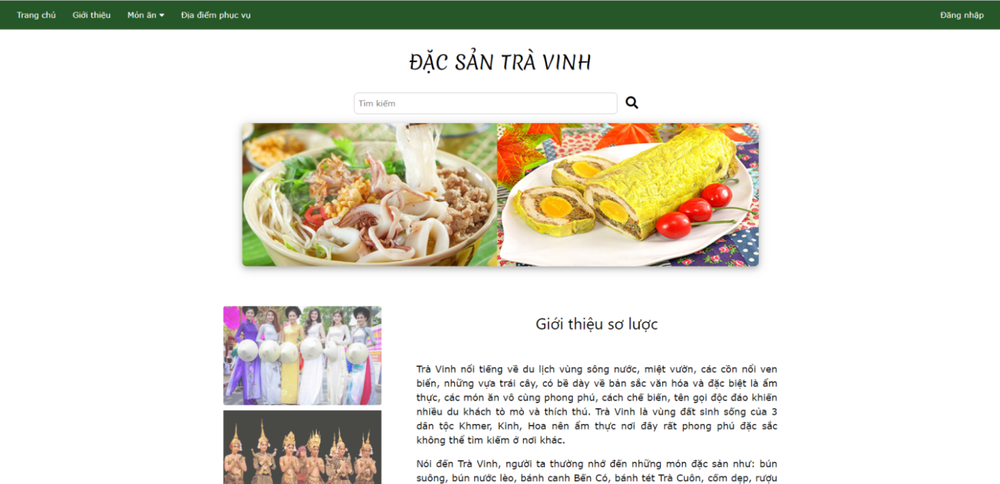 Trang chủ Giới thiệu Món ăn Địa điểm phục vụ Đăng nhập
ĐẶC SẢN TRÀ VINH
Tìm kiếm
Giới thiệu sơ lược
Trà Vinh nổi tiếng về du lịch vùng sông nước, miệt vườn, các cồn nổi ven
biển, những vựa trái cây, có bề dày về bản sắc văn hóa và đặc biệt là ẩm
thực, các món ăn vô cùng phong phú, cách chế biến, tên gọi độc đáo khiến
nhiều du khách tò mò và thích thú. Trà Vinh là vùng đất sinh sống của 3
dân tộc Khmer, Kinh, Hoa nên ẩm thực nơi đây rất phong phú đặc sắc
không thể tìm kiếm ở nơi khác.
Nói đến Trà Vinh, người ta thường nhớ đến những món đặc sản như: bún
suông, bún nước lèo, bánh canh Bến Có, bánh tét Trà Cuôn, cốm dẹp, rượu